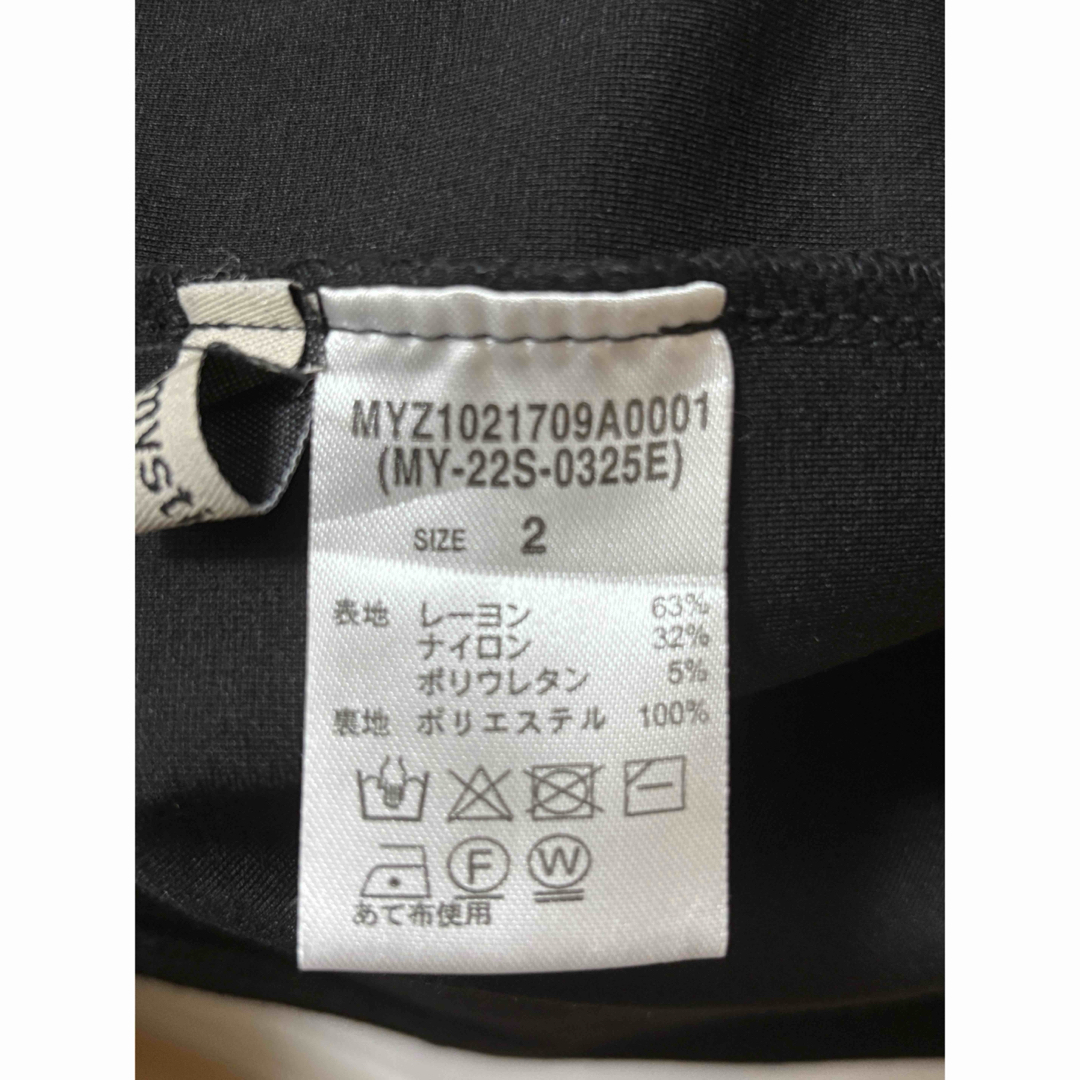 MYZ1021709A0001
(MY-22S-0325E)
SIZE 2
表地 レーヨン 63%
ナイロン 32%
ポリウレタン 5%
裏地 ポリエステル 100%
F W
あて布使用